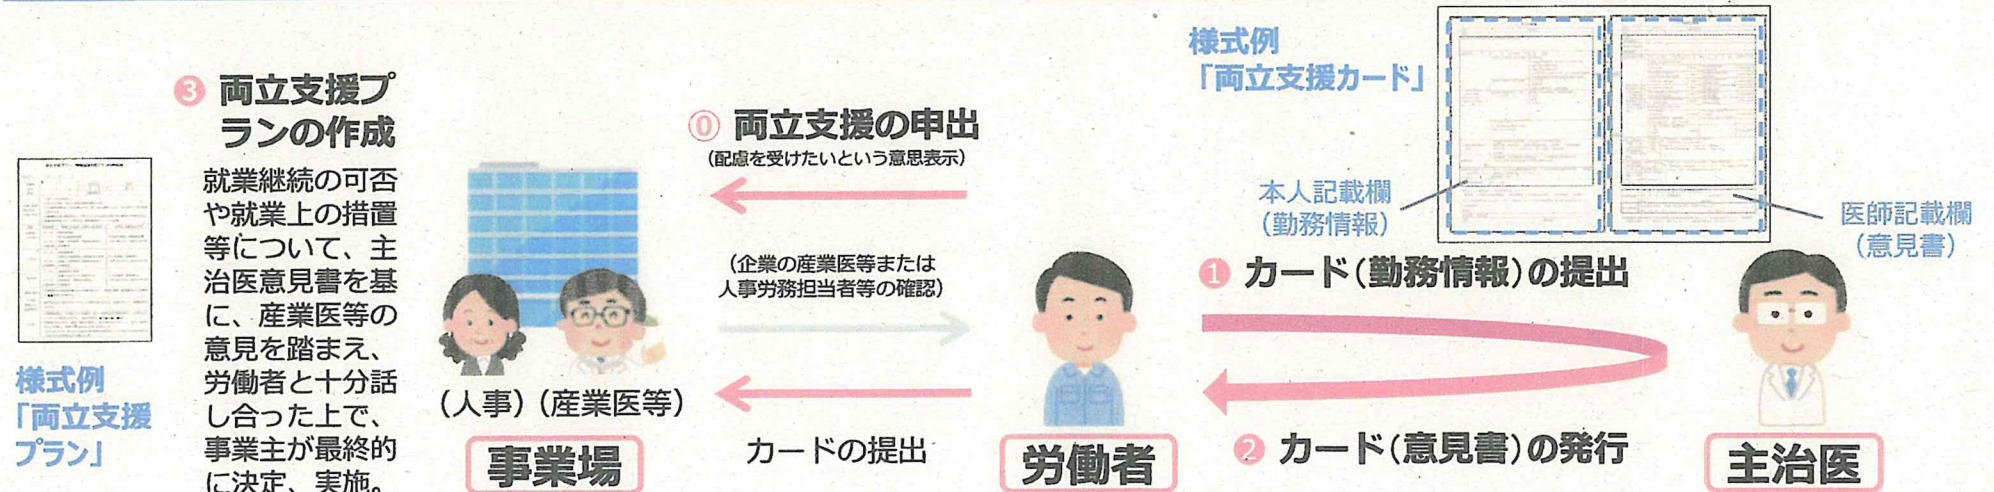 ❸ 両立支援プ
ランの作成
就業継続の可否
や就業上の措置
等について、主
治医意見書を基
に、産業医等の
意見を踏まえ、
労働者と十分話
し合った上で、
事業主が最終的
に決定、実施。
様式例
「両立支援
プラン」
(人事)(産業医等)
事業場
⓪ 両立支援の申出
(配慮を受けたいという意思表示)
(企業の産業医等または
人事労務担当者等の確認)
カードの提出
労働者
様式例
「両立支援カード」
本人記載欄
(勤務情報)
医師記載欄
(意見書)
❶ カード(勤務情報)の提出
❷ カード(意見書)の発行
主治医